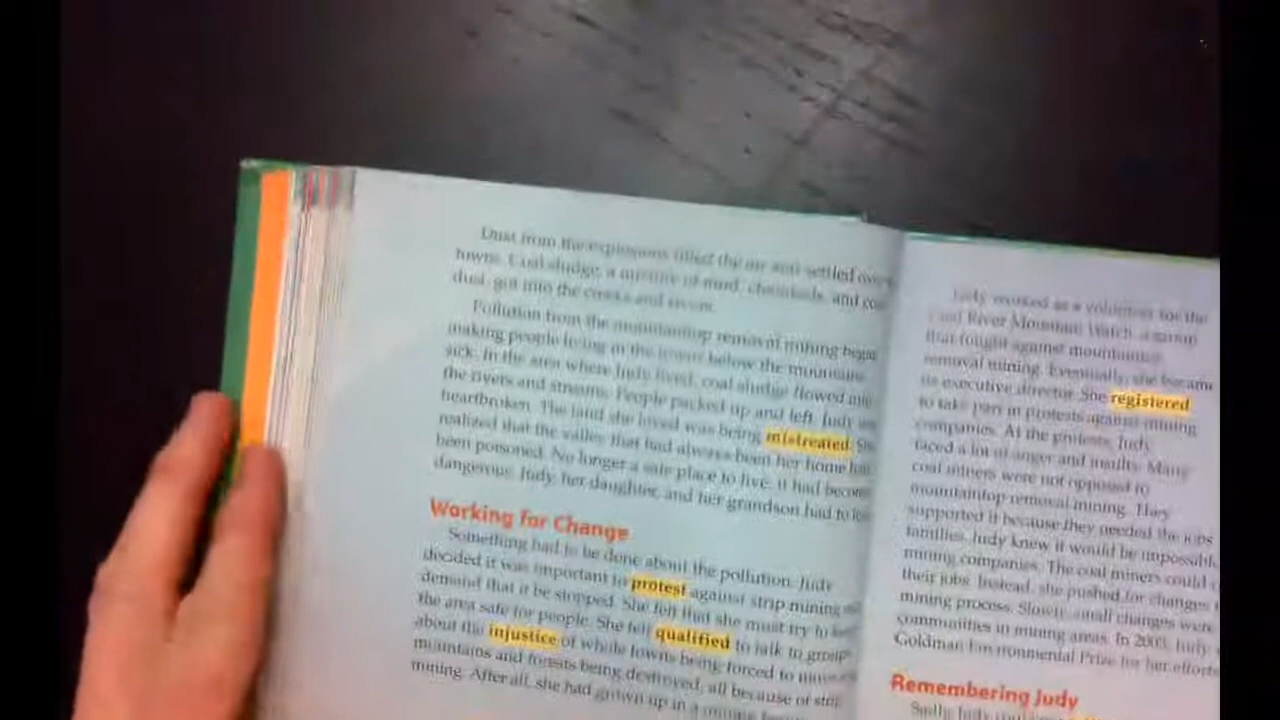 Dust from the explosions filled the air and settled over
towns. Coal sludge, a mixture of mud, chemicals, and coal
dust, got into the creeks and rivers.
Pollution from the mountaintop removal mining began
making people living in the towns below the mountains
sick. In the area where Judy lived, coal sludge flowed into
the rivers and streams. People packed up and left. Judy was
heartbroken. The land she loved was being mistreated. She
realized that the valley that had always been her home had
been poisoned. No longer a safe place to live, it had become
dangerous. Judy, her daughter, and her grandson had to
Working for Change
Something had to be done about the pollution. Judy
decided it was important to protest against strip mining and
demand that it be stopped. She felt that she must try to
the area safe for people. She felt qualified to talk to groups
about the injustice of whole towns being forced to
mountains and forests being destroyed, all because of strip
mining. After all, she had grown up in a mining
Judy worked as a volunteer for the
Coal River Mountain Watch, a group
that fought against mountaintop
removal mining. Eventually, she became
its executive director. She registered
to take part in protests against mining
companies. At the protests, Judy
faced a lot of anger and insults. Many
coal miners were not opposed to
mountaintop removal mining. They
supported it because they needed the jobs
families. Judy knew it would be impossible
mining companies. The coal miners could
their jobs. Instead, she pushed for changes
mining process. Slowly, small changes were
communities in mining areas. In 2003, Judy
Goldman Environmental Prize for her efforts
Remembering Judy
Sadly, Judy